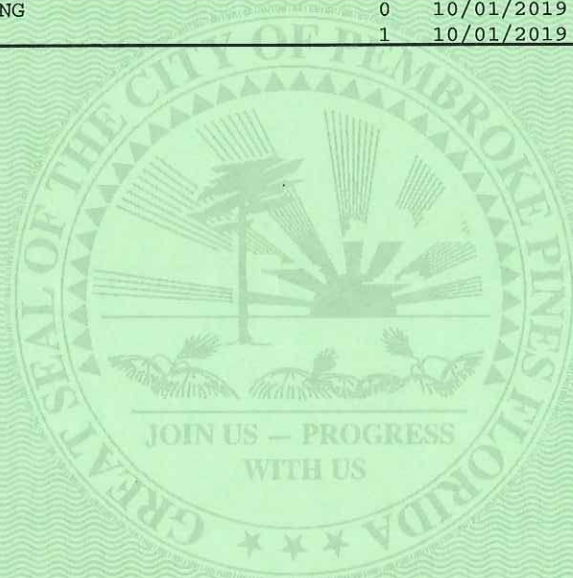 NG 0 10/01/2019
1 10/01/2019
GREAT SEAL OF THE CITY OF PEMBROKE PINES FLORIDA
JOIN US — PROGRESS
WITH US